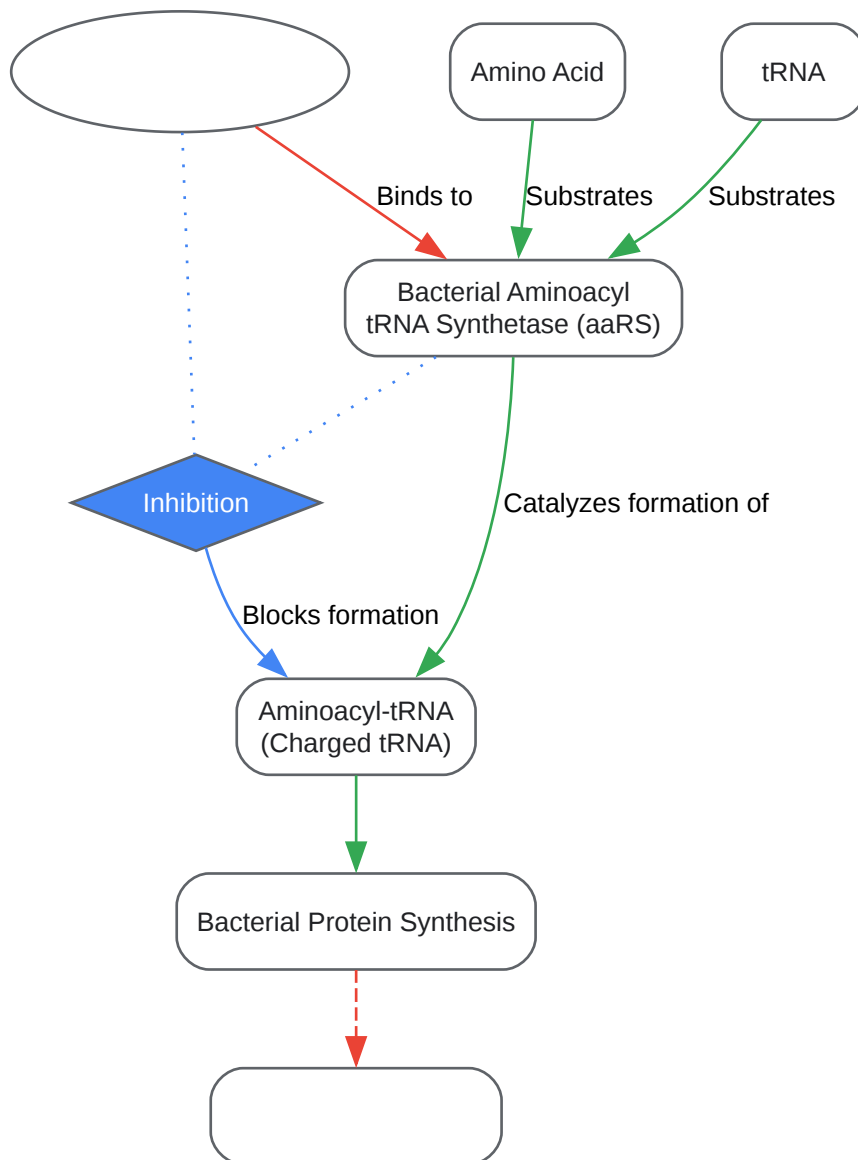 Amino Acid
tRNA
Binds to
Substrates
Substrates
Bacterial Aminoacyl
tRNA Synthetase (aaRS)
Inhibition
Catalyzes formation of
Blocks formation
Aminoacyl-tRNA
(Charged tRNA)
Bacterial Protein Synthesis